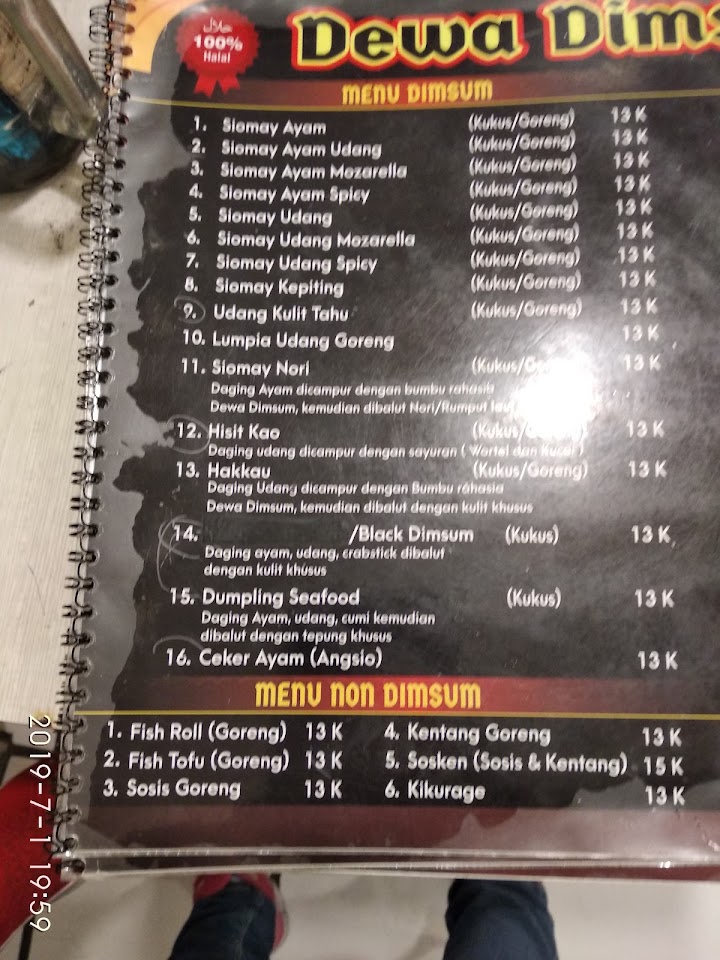 حلال
100%
Halal
Dewa Dims
MENU DIMSUM
1. Siomay Ayam (Kukus/Goreng) 13 K
2. Siomay Ayam Udang (Kukus/Goreng) 13 K
3. Siomay Ayam Mozarella (Kukus/Goreng) 13 K
4. Siomay Ayam Spicy (Kukus/Goreng) 13 K
5. Siomay Udang (Kukus/Goreng) 13 K
6. Siomay Udang Mozarella (Kukus/Goreng) 13 K
7. Siomay Udang Spicy (Kukus/Goreng) 13 K
8. Siomay Kepiting (Kukus/Goreng) 13 K
9. Udang Kulit Tahu (Kukus/Goreng) 13 K
10. Lumpia Udang Goreng 13 K
11. Siomay Nori (Kukus/Goreng) 13 K
Daging Ayam dicampur dengan bumbu rahasia
Dewa Dimsum, kemudian dibalut Nori/Rumput laut
12. Hisit Kao (Kukus/Goreng) 13 K
Daging udang dicampur dengan sayuran ( Wortel dan Kucai )
13. Hakkau (Kukus/Goreng) 13 K
Daging Udang dicampur dengan Bumbu rahasia
Dewa Dimsum, kemudian dibalut dengan kulit khusus
14. /Black Dimsum (Kukus) 13 K
Daging ayam, udang, crabstick dibalut
dengan kulit khusus
15. Dumpling Seafood (Kukus) 13 K
Daging Ayam, udang, cumi kemudian
dibalut dengan tepung khusus
16. Ceker Ayam (Angsio) 13 K
MENU NON DIMSUM
1. Fish Roll (Goreng) 13 K 4. Kentang Goreng 13 K
2. Fish Tofu (Goreng) 13 K 5. Sosken (Sosis & Kentang) 15 K
3. Sosis Goreng 13 K 6. Kikurage 13 K
2019-7-1 19:59